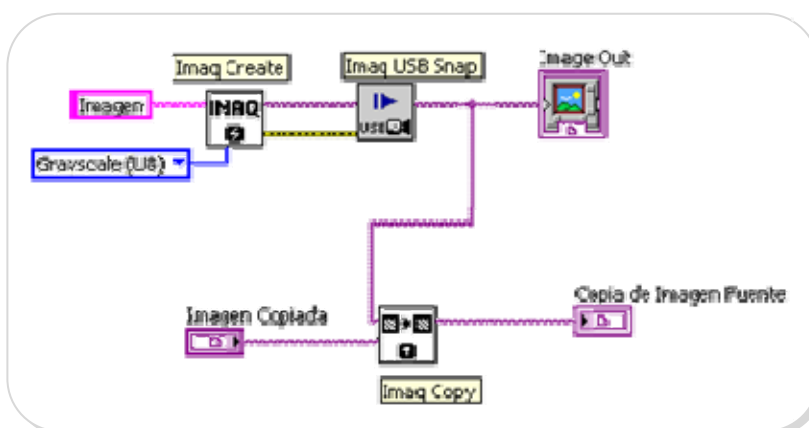 Imaq Create
Imaq USB Snap
Image Out
Imagen
IMAQ
USB
Grayscale (U8)
Imagen Copiada
Copia de Imagen Fuente
Imaq Copy